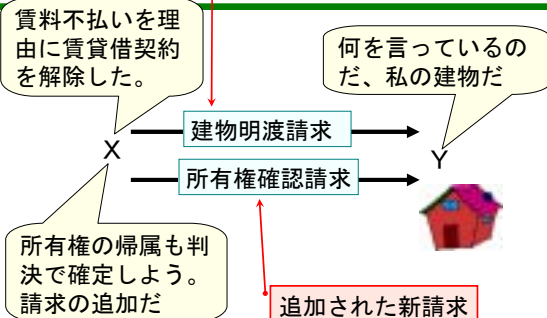 賃料不払いを理
由に賃貸借契約
を解除した。
何を言っているの
だ、私の建物だ
建物明渡請求
X
Y
所有権確認請求
所有権の帰属も判
決で確定しよう。
請求の追加だ
追加された新請求